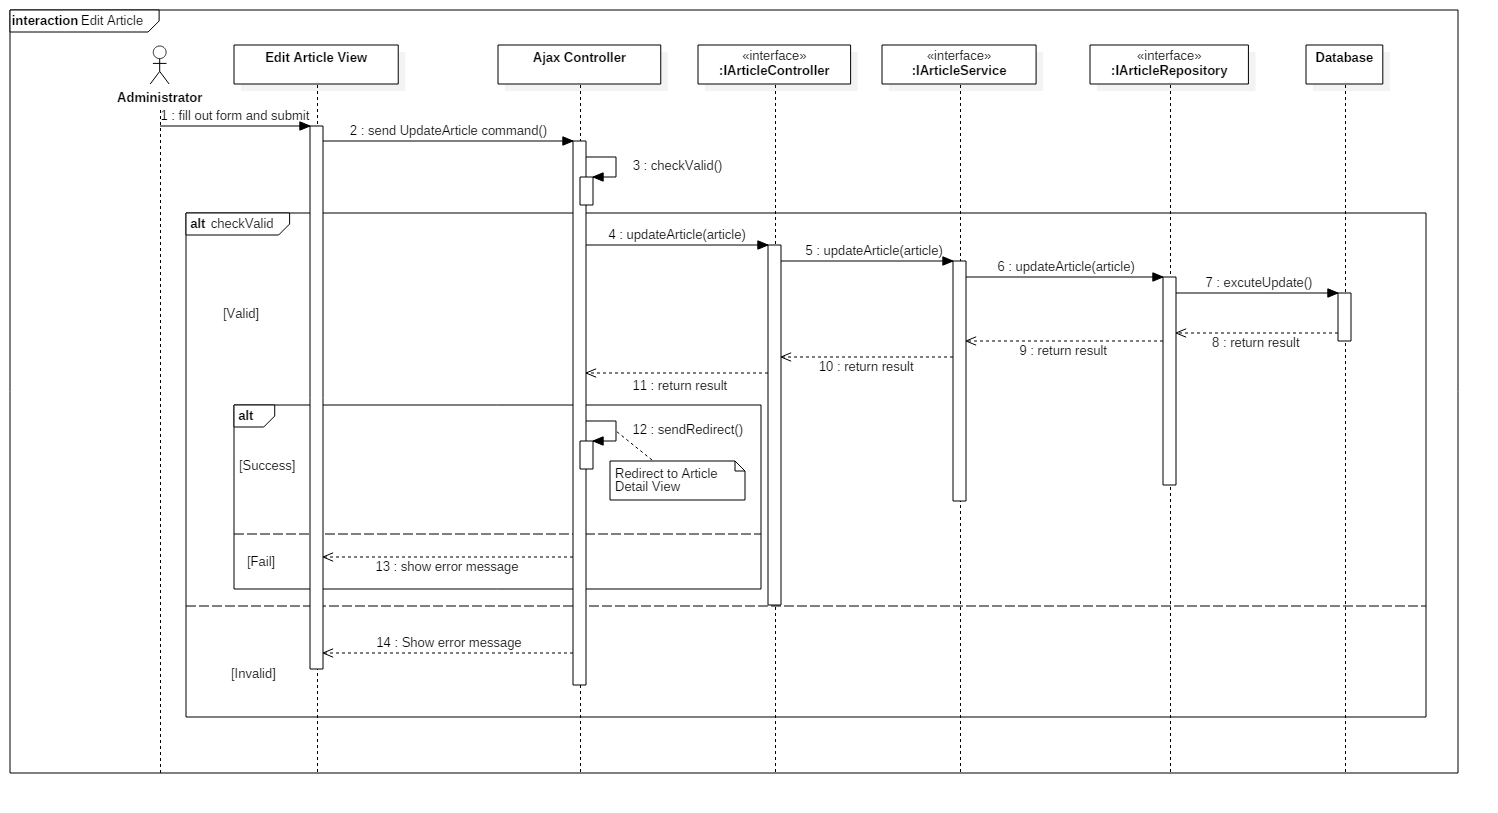 interaction Edit Article
Administrator
Edit Article View
Ajax Controller
«interface»
:IArticleController
«interface»
:IArticleService
«interface»
:IArticleRepository
Database
1 : fill out form and submit
2 : send UpdateArticle command()
3 : checkValid()
alt checkValid
4 : updateArticle(article)
5 : updateArticle(article)
6 : updateArticle(article)
7 : excuteUpdate()
[Valid]
8 : return result
9 : return result
10 : return result
11 : return result
alt
12 : sendRedirect()
[Success]
Redirect to Article
Detail View
[Fail]
13 : show error message
14 : Show error message
[Invalid]